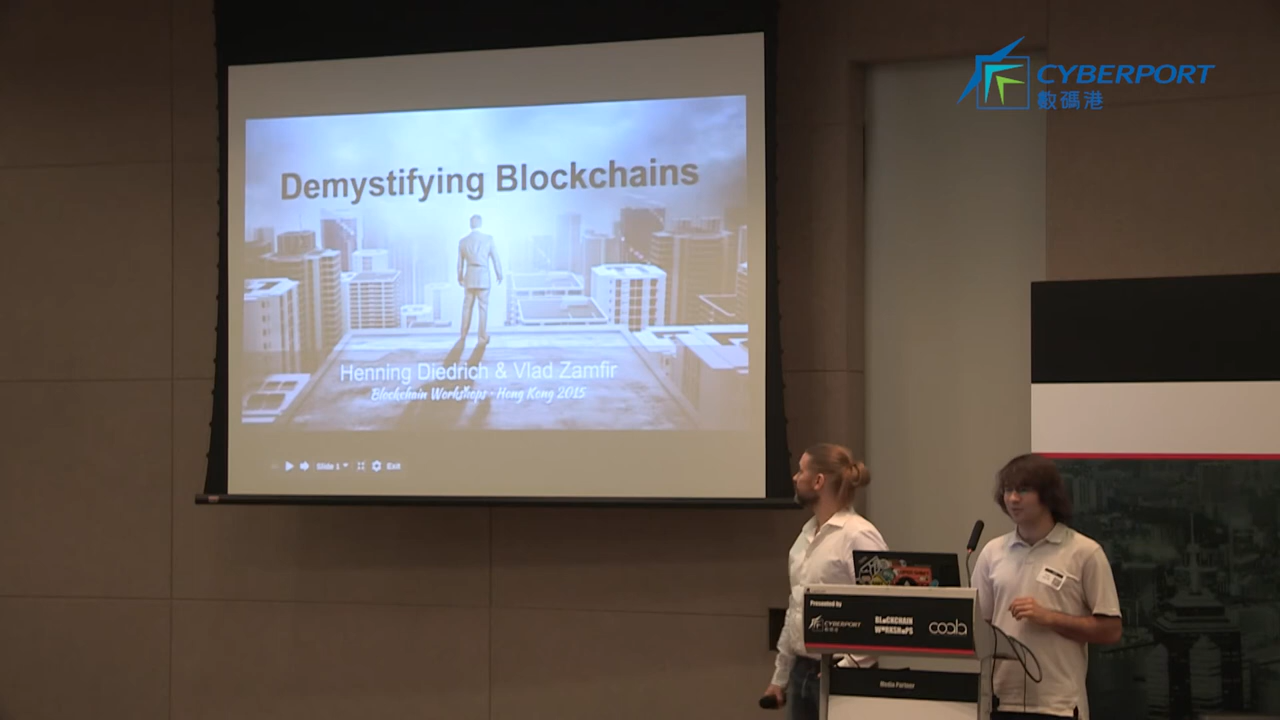 CYBERPORT
數碼港
Demystifying Blockchains
Henning Diedrich & Vlad Zamfir
Blockchain Workshops - Hong Kong 2015
Slide 1
Exit
Presented by
CYBERPORT
BLOCKCHAIN
WORKSHOPS
coala
Media Partner